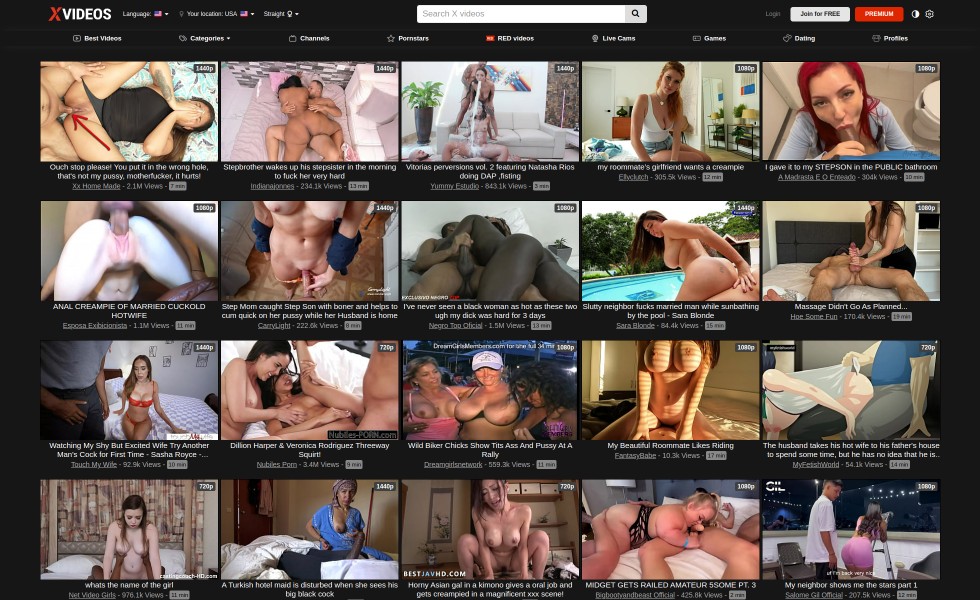 XVIDEOS
Language:
Your location: USA
Straight
Search X videos
Login
Join for FREE
PREMIUM
Best Videos
Categories
Channels
Pornstars
RED videos
Live Cams
Games
Dating
Profiles
1440p
1440p
1440p
1080p
1080p
Ouch stop please! You put it in the wrong hole,
that's not my pussy, motherfucker, it hurts!
Xx Home Made - 2.1M Views - 7 min
Stepbrother wakes up his stepsister in the morning
to fuck her very hard
Indianajonnes - 234.1k Views - 13 min
Vitorias perversions vol. 2 featuring Natasha Rios
doing DAP ,fisting
Yummy Estudio - 843.1k Views - 3 min
my roommate's girlfriend wants a creampie
Ellyclutch - 305.5k Views - 12 min
I gave it to my STEPSON in the PUBLIC bathroom
A Madrasta E O Enteado - 304k Views - 10 min
1080p
1440p
1080p
1440p
1080p
EXCLUSIVO NEGRO
ANAL CREAMPIE OF MARRIED CUCKOLD
HOTWIFE
Esposa Exibicionista - 1.1M Views - 11 min
Step Mom caught Step Son with boner and helps to
cum quick on her pussy while her Husband is home
CarryLight - 222.6k Views - 8 min
I've never seen a black woman as hot as these two
ugh my dick was hard for 3 days
Negro Top Oficial - 1.5M Views - 13 min
Slutty neighbor fucks married man while sunbathing
by the pool - Sara Blonde
Sara Blonde - 84.4k Views - 15 min
Massage Didn't Go As Planned...
Hoe Some Fun - 170.4k Views - 19 min
1440p
720p
DreamGirlsMembers.com for the full 34 min
1080p
1080p
720p
Nubiles-PORN.com
Watching My Shy But Excited Wife Try Another
Man's Cock for First Time - Sasha Royce -...
Touch My Wife - 92.9k Views - 10 min
Dillion Harper & Veronica Rodriguez Threeway
Squirt!
Nubiles Porn - 3.4M Views - 9 min
Wild Biker Chicks Show Tits Ass And Pussy At A
Rally
Dreamgirlsnetwork - 559.3k Views - 11 min
My Beautiful Roommate Likes Riding
FantasyBabe - 10.3k Views - 17 min
The husband takes his hot wife to his father's house
to spend some time, but he has no idea that he is..
MyFetishWorld - 54.1k Views - 14 min
720p
1440p
720p
1080p
GIL
1080p
castingcouch-HD.com
BESTJAVHD.COM
uf I'm back very nice
whats the name of the girl
Net Video Girls - 976.1k Views - 11 min
A Turkish hotel maid is disturbed when she sees his
big black cock
Horny Asian gal in a kimono gives a oral job and
gets creampied in a magnificent xxx scene!
MIDGET GETS RAILED AMATEUR 5SOME PT. 3
Bigbootyandbeast Official - 425.8k Views - 2 min
My neighbor shows me the stars part 1
Salome Gil Official - 207.5k Views - 12 min